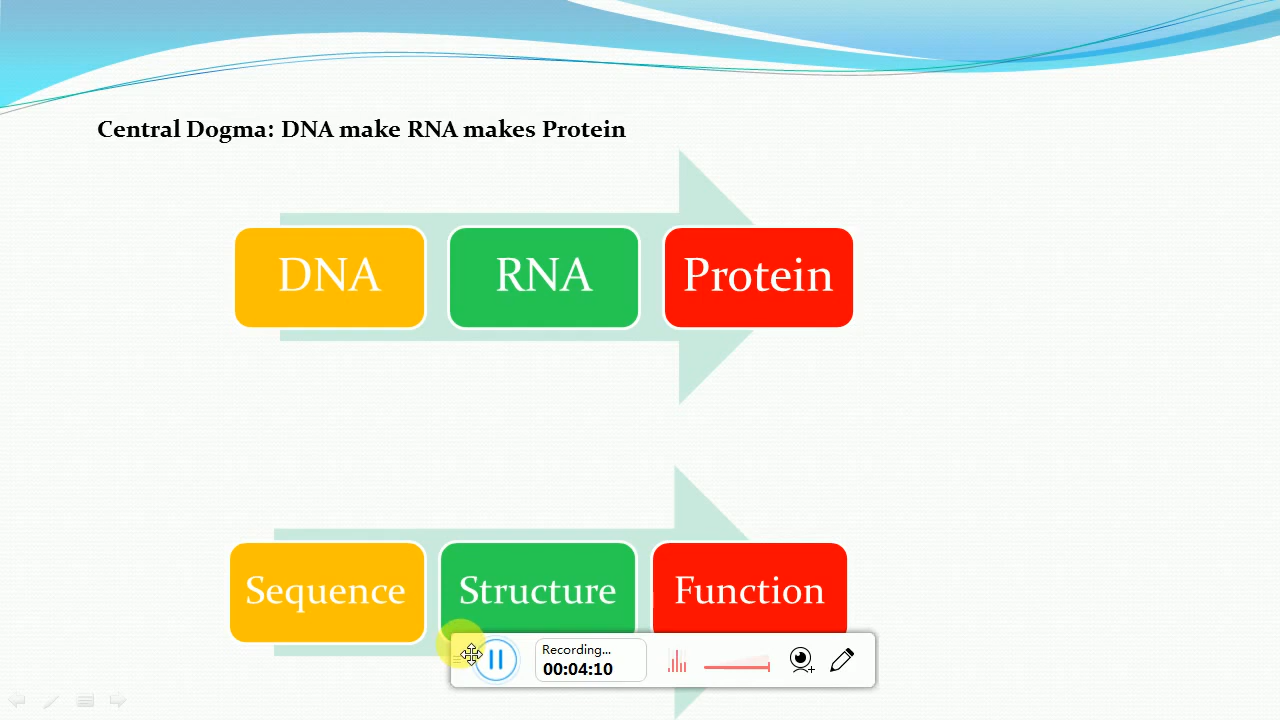 Central Dogma: DNA make RNA makes Protein
DNA
RNA
Protein
Sequence
Structure
Function
Recording...
00:04:10